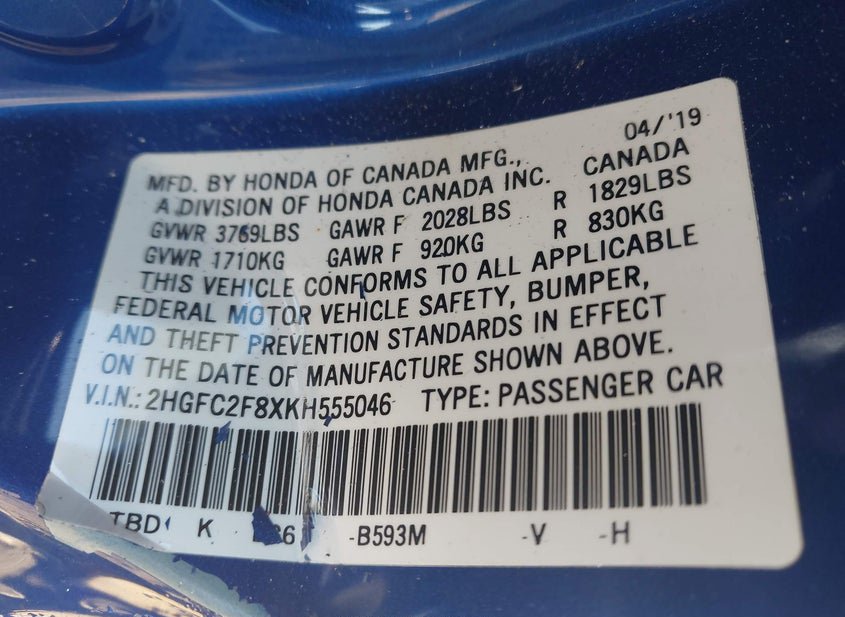 04/'19
MFD. BY HONDA OF CANADA MFG.,
A DIVISION OF HONDA CANADA INC. CANADA
GVWR 3769LBS GAWR F 2028LBS R 1829LBS
GVWR 1710KG GAWR F 920KG R 830KG
THIS VEHICLE CONFORMS TO ALL APPLICABLE
FEDERAL MOTOR VEHICLE SAFETY, BUMPER,
AND THEFT PREVENTION STANDARDS IN EFFECT
ON THE DATE OF MANUFACTURE SHOWN ABOVE.
V.I.N.: 2HGFC2F8XKH555046 TYPE: PASSENGER CAR
K -B593M -V -H